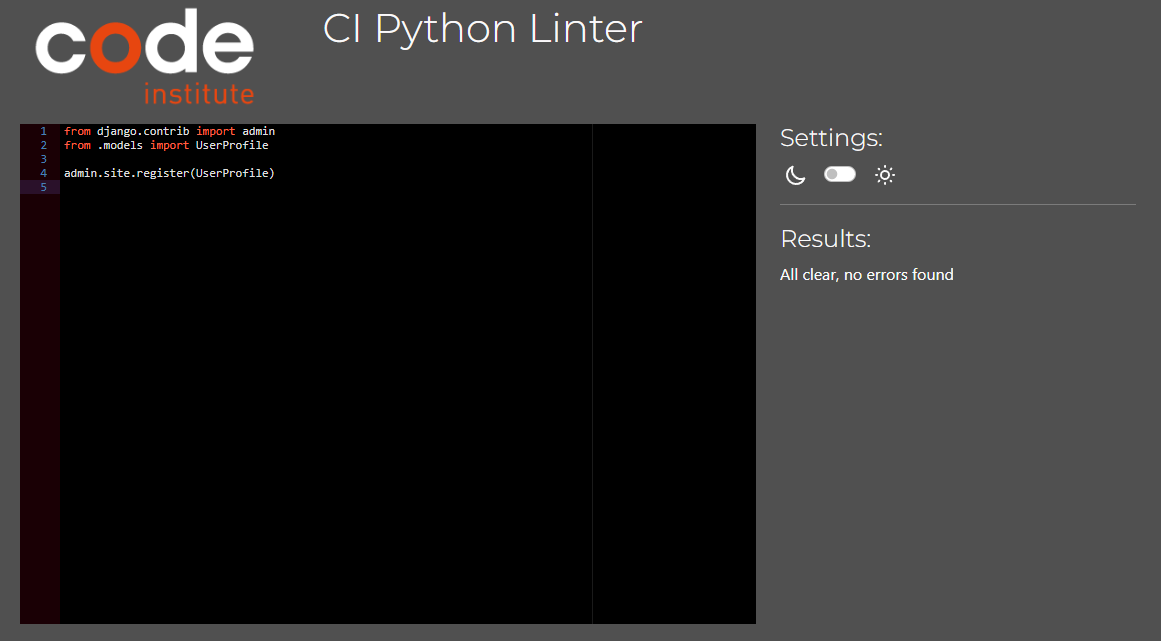 code
institute
CI Python Linter
1 from django.contrib import admin
2 from .models import UserProfile
3
4 admin.site.register(UserProfile)
5
Settings:
Results:
All clear, no errors found